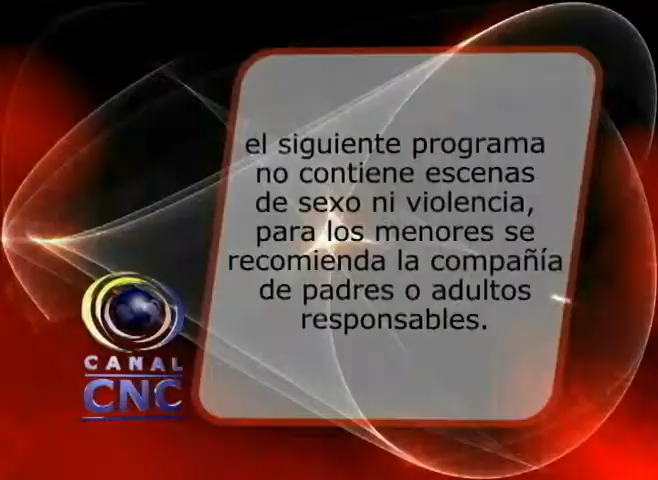 el siguiente programa
no contiene escenas
de sexo ni violencia,
para los menores se
recomienda la compañía
de padres o adultos
responsables.
CANAL
CNC